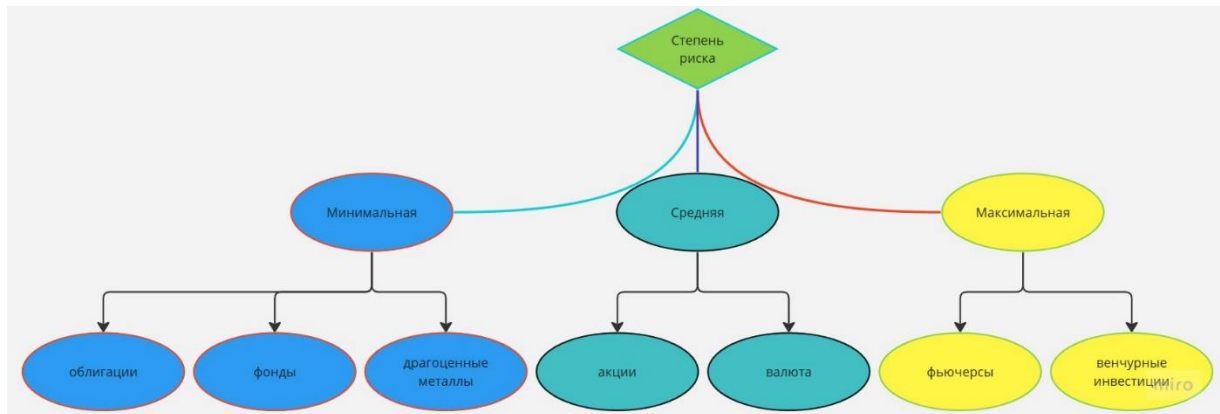 Степень
риска
Минимальная
Средняя
Максимальная
облигации
фонды
драгоценные
металлы
акции
валюта
фьючерсы
венчурные
инвестиции
miro